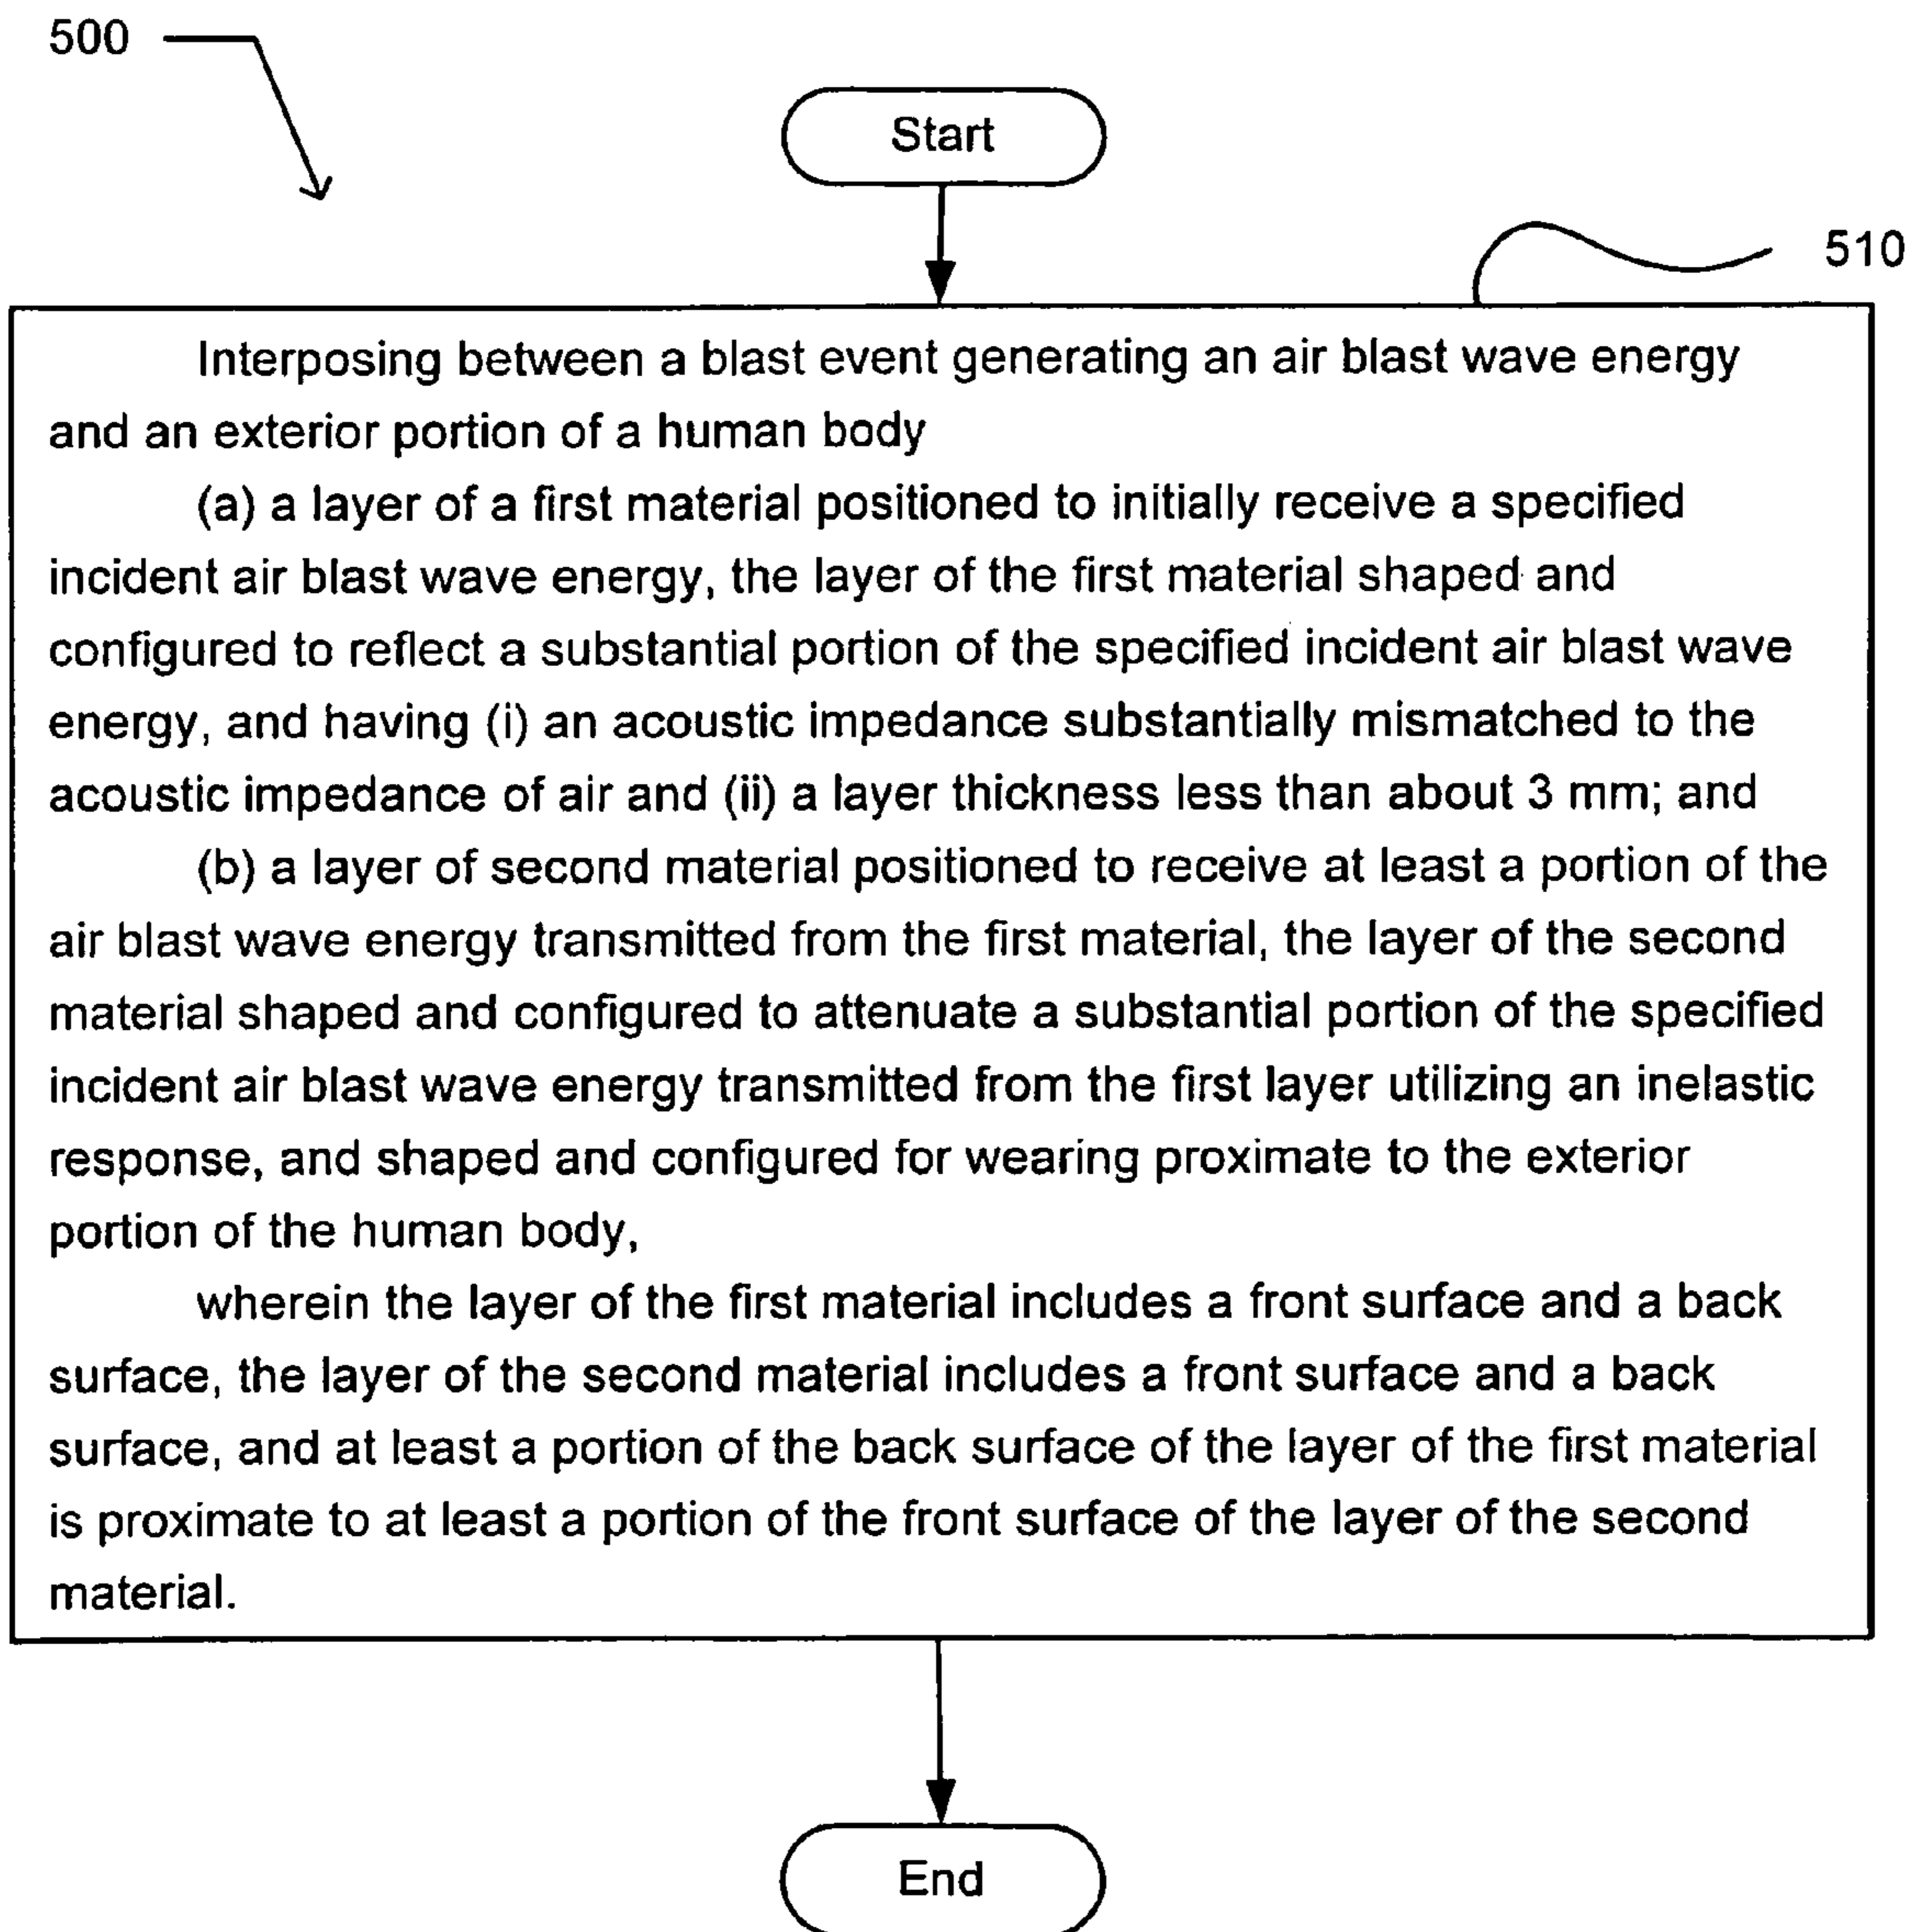 500
Start
510
Interposing between a blast event generating an air blast wave energy
and an exterior portion of a human body
(a) a layer of a first material positioned to initially receive a specified
incident air blast wave energy, the layer of the first material shaped and
configured to reflect a substantial portion of the specified incident air blast wave
energy, and having (i) an acoustic impedance substantially mismatched to the
acoustic impedance of air and (ii) a layer thickness less than about 3 mm; and
(b) a layer of second material positioned to receive at least a portion of the
air blast wave energy transmitted from the first material, the layer of the second
material shaped and configured to attenuate a substantial portion of the specified
incident air blast wave energy transmitted from the first layer utilizing an inelastic
response, and shaped and configured for wearing proximate to the exterior
portion of the human body,
wherein the layer of the first material includes a front surface and a back
surface, the layer of the second material includes a front surface and a back
surface, and at least a portion of the back surface of the layer of the first material
is proximate to at least a portion of the front surface of the layer of the second
material.
End